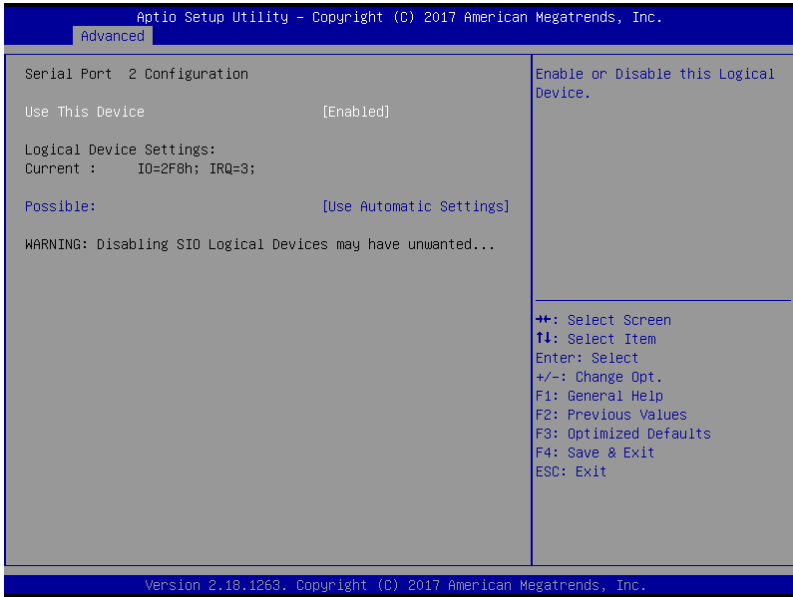 Aptio Setup Utility – Copyright (C) 2017 American Megatrends, Inc.
Advanced
Serial Port  2 Configuration
Use This Device [Enabled]
Logical Device Settings:
Current : IO=2F8h; IRQ=3;
Possible: [Use Automatic Settings]
WARNING: Disabling SIO Logical Devices may have unwanted...
Enable or Disable this Logical
Device.
→←: Select Screen
↑↓: Select Item
Enter: Select
+/-: Change Opt.
F1: General Help
F2: Previous Values
F3: Optimized Defaults
F4: Save & Exit
ESC: Exit
Version 2.18.1263. Copyright (C) 2017 American Megatrends, Inc.